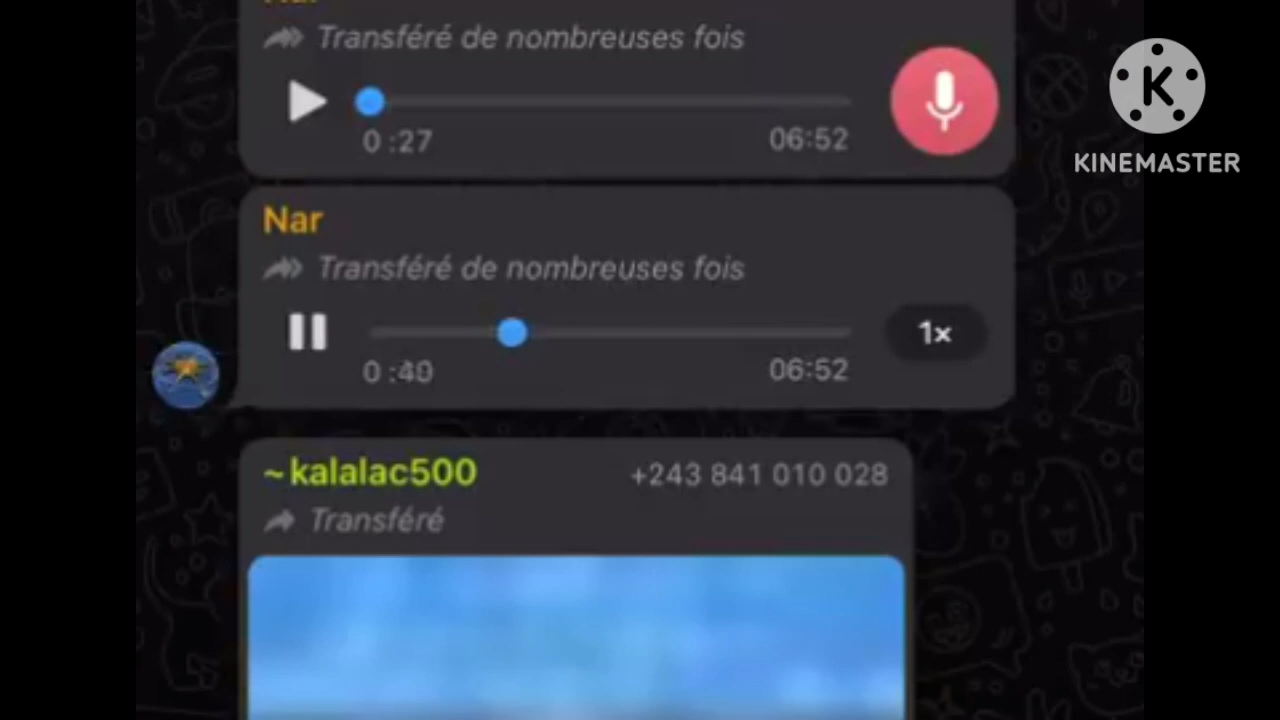 Transféré de nombreuses fois
0 :27
06:52
K
KINEMASTER
Nar
Transféré de nombreuses fois
1x
0 :40
06:52
~kalalac500
+243 841 010 028
Transféré